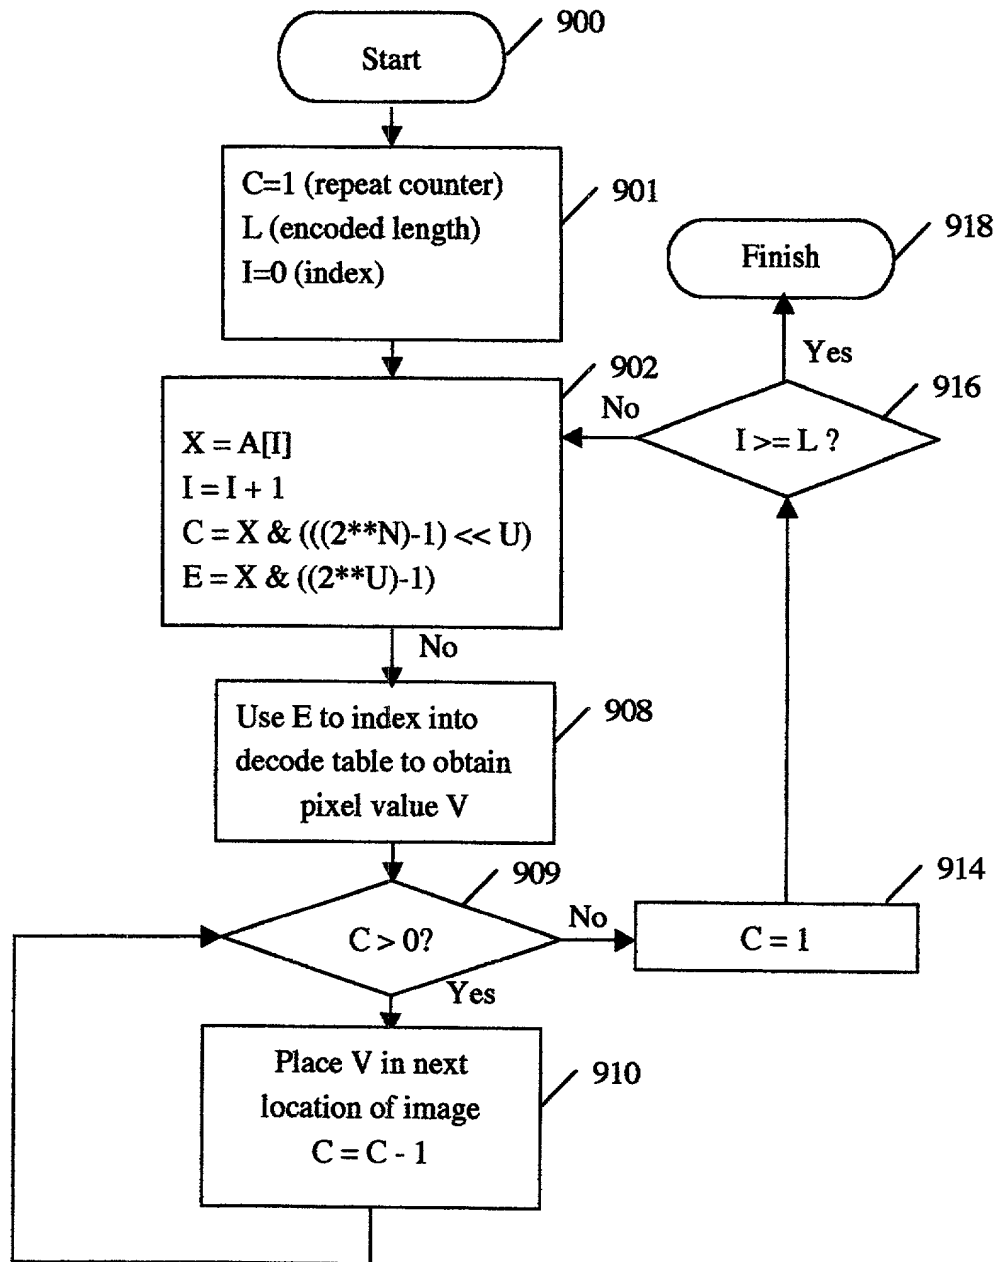 Start
900
C=1 (repeat counter)
L (encoded length)
I=0 (index)
901
Finish
918
Yes
I >= L ?
916
No
902
X = A[I]
I = I + 1
C = X & (((2**N)-1) << U)
E = X & ((2**U)-1)
No
Use E to index into
decode table to obtain
pixel value V
908
C > 0?
909
No
C = 1
914
Yes
Place V in next
location of image
C = C - 1
910